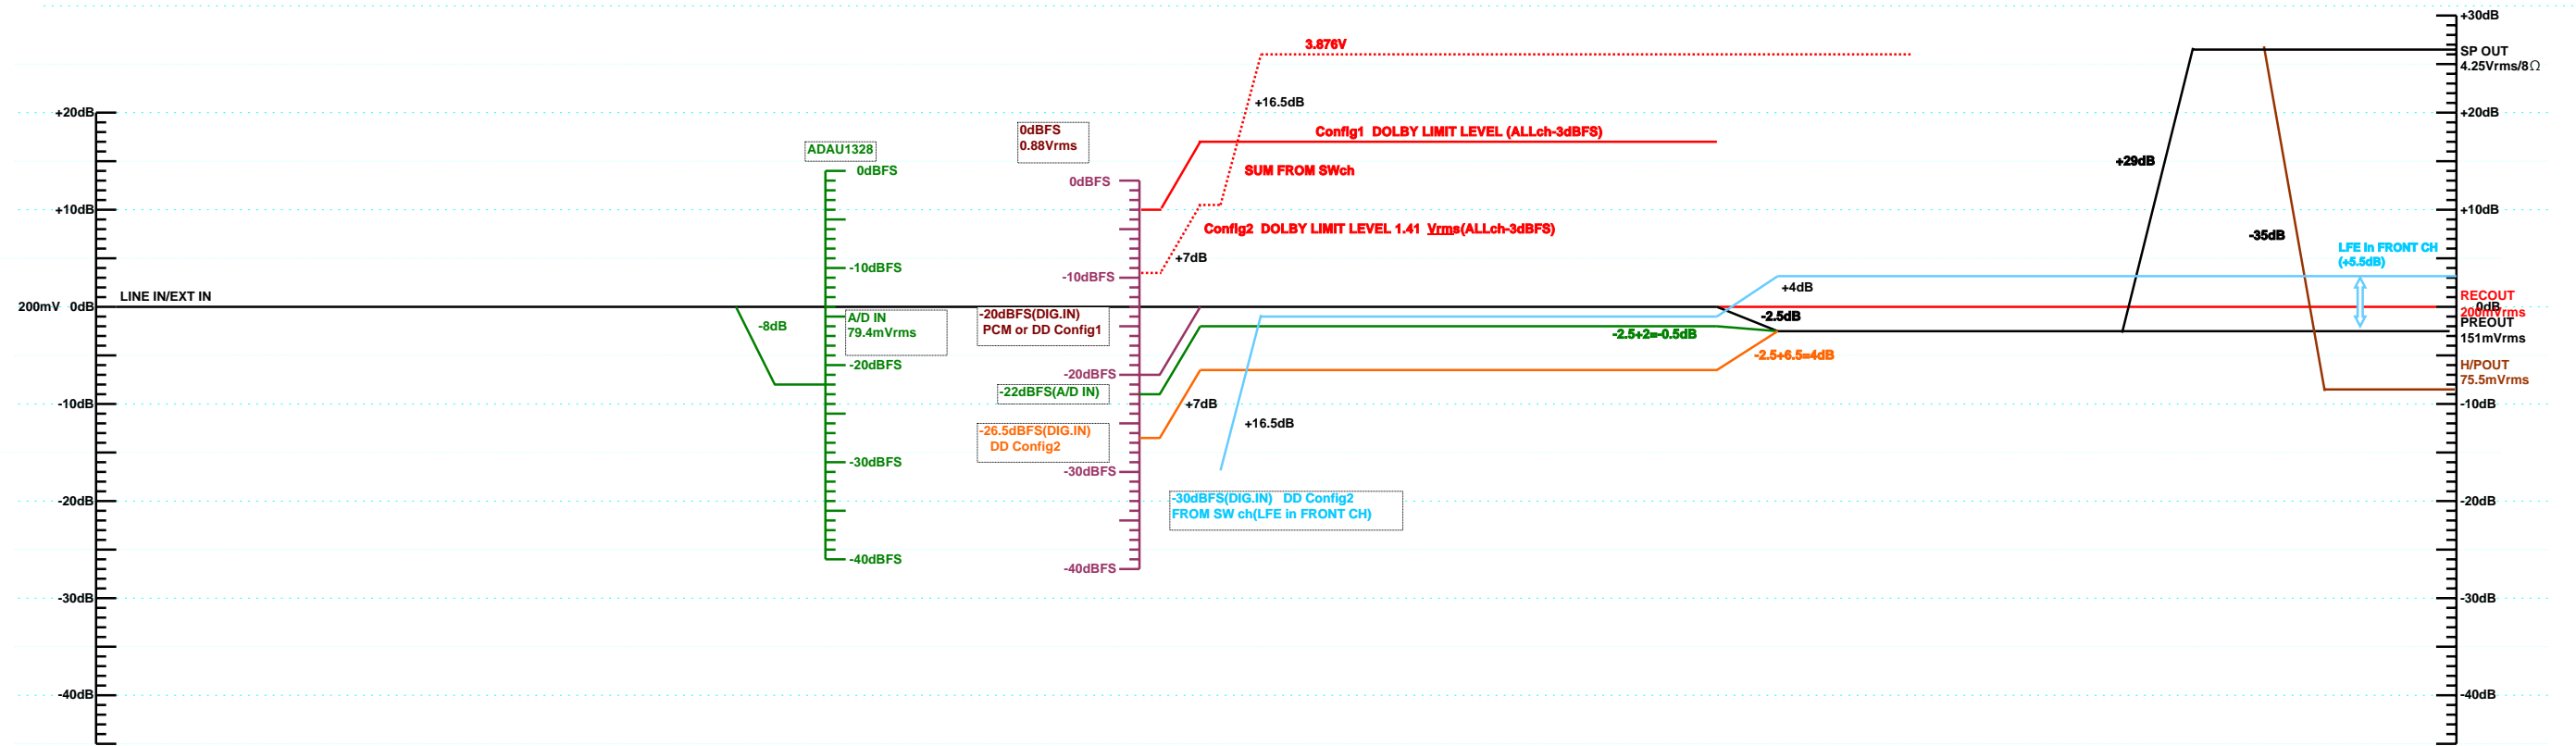 +30dB
SP OUT
4.25Vrms/8Ω
3.876V
+16.5dB
+20dB
+20dB
0dBFS
0.88Vrms
Config1 DOLBY LIMIT LEVEL (ALLch-3dBFS)
ADAU1328
+29dB
0dBFS
SUM FROM SWch
0dBFS
+10dB
+10dB
Config2 DOLBY LIMIT LEVEL 1.41 Vrms(ALLch-3dBFS)
-35dB
LFE in FRONT CH
(+5.5dB)
+7dB
-10dBFS
-10dBFS
+4dB
LINE IN/EXT IN
RECOUT
200mV 0dB
0dB
200mVrms
A/D IN
79.4mVrms
-20dBFS(DIG.IN)
PCM or DD Config1
-2.5dB
PREOUT
151mVrms
-8dB
-2.5+2=-0.5dB
-2.5+6.5=4dB
-20dBFS
-20dBFS
H/POUT
75.5mVrms
-22dBFS(A/D IN)
-10dB
+7dB
-10dB
+16.5dB
-26.5dBFS(DIG.IN)
DD Config2
-30dBFS
-30dBFS
-20dB
-30dBFS(DIG.IN) DD Config2
FROM SW ch(LFE in FRONT CH)
-20dB
-40dBFS
-40dBFS
-30dB
-30dB
-40dB
-40dB